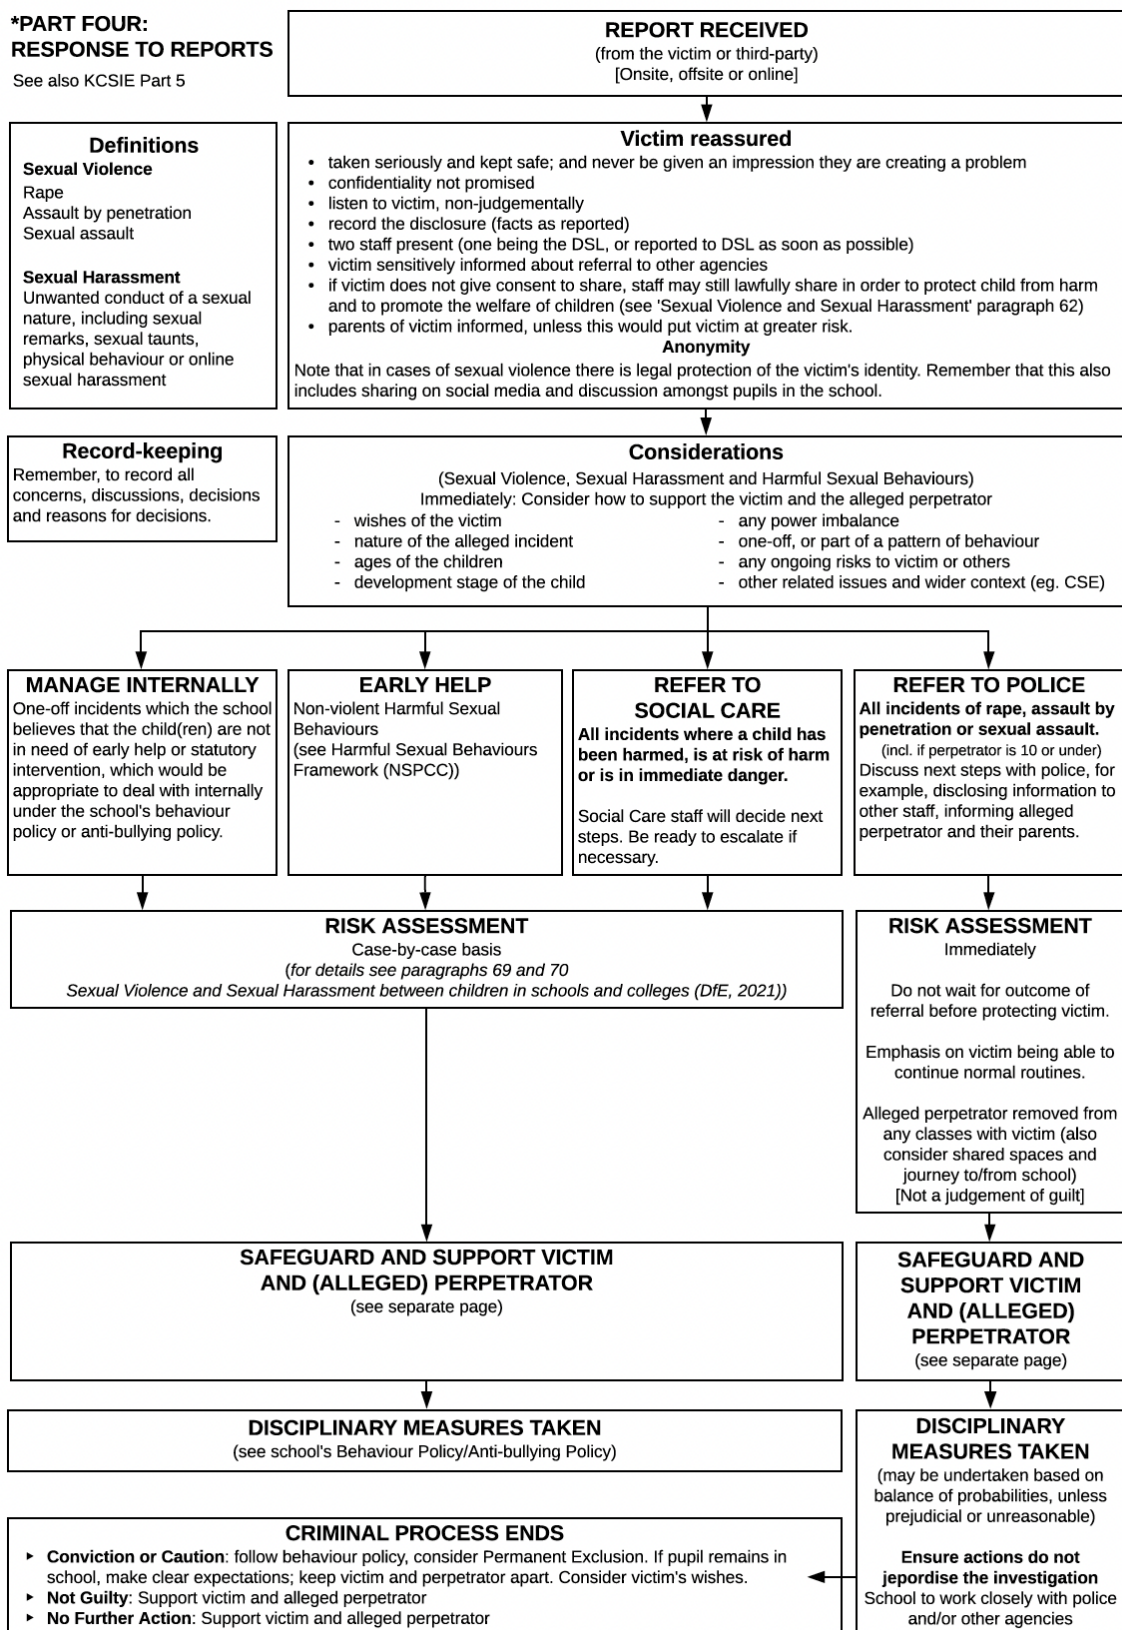 *PART FOUR:
RESPONSE TO REPORTS
See also KCSIE Part 5
REPORT RECEIVED
(from the victim or third-party)
[Onsite, offsite or online]
Definitions
Sexual Violence
Rape
Assault by penetration
Sexual assault
Sexual Harassment
Unwanted conduct of a sexual
nature, including sexual
remarks, sexual taunts,
physical behaviour or online
sexual harassment
Victim reassured
• taken seriously and kept safe; and never be given an impression they are creating a problem
• confidentiality not promised
• listen to victim, non-judgementally
• record the disclosure (facts as reported)
• two staff present (one being the DSL, or reported to DSL as soon as possible)
• victim sensitively informed about referral to other agencies
• if victim does not give consent to share, staff may still lawfully share in order to protect child from harm
and to promote the welfare of children (see 'Sexual Violence and Sexual Harassment' paragraph 62)
• parents of victim informed, unless this would put victim at greater risk.
Anonymity
Note that in cases of sexual violence there is legal protection of the victim's identity. Remember that this also
includes sharing on social media and discussion amongst pupils in the school.
Record-keeping
Remember, to record all
concerns, discussions, decisions
and reasons for decisions.
Considerations
(Sexual Violence, Sexual Harassment and Harmful Sexual Behaviours)
Immediately: Consider how to support the victim and the alleged perpetrator
- wishes of the victim
- nature of the alleged incident
- ages of the children
- development stage of the child
- any power imbalance
- one-off, or part of a pattern of behaviour
- any ongoing risks to victim or others
- other related issues and wider context (eg. CSE)
MANAGE INTERNALLY
One-off incidents which the school
believes that the child(ren) are not
in need of early help or statutory
intervention, which would be
appropriate to deal with internally
under the school's behaviour
policy or anti-bullying policy.
EARLY HELP
Non-violent Harmful Sexual
Behaviours
(see Harmful Sexual Behaviours
Framework (NSPCC))
REFER TO
SOCIAL CARE
All incidents where a child has
been harmed, is at risk of harm
or is in immediate danger.
Social Care staff will decide next
steps. Be ready to escalate if
necessary.
REFER TO POLICE
All incidents of rape, assault by
penetration or sexual assault.
(incl. if perpetrator is 10 or under)
Discuss next steps with police, for
example, disclosing information to
other staff, informing alleged
perpetrator and their parents.
RISK ASSESSMENT
Case-by-case basis
(for details see paragraphs 69 and 70
Sexual Violence and Sexual Harassment between children in schools and colleges (DfE, 2021))
RISK ASSESSMENT
Immediately
Do not wait for outcome of
referral before protecting victim.
Emphasis on victim being able to
continue normal routines.
Alleged perpetrator removed from
any classes with victim (also
consider shared spaces and
journey to/from school)
[Not a judgement of guilt]
SAFEGUARD AND SUPPORT VICTIM
AND (ALLEGED) PERPETRATOR
(see separate page)
SAFEGUARD AND
SUPPORT VICTIM
AND (ALLEGED)
PERPETRATOR
(see separate page)
DISCIPLINARY MEASURES TAKEN
(see school's Behaviour Policy/Anti-bullying Policy)
DISCIPLINARY
MEASURES TAKEN
(may be undertaken based on
balance of probabilities, unless
prejudicial or unreasonable)
Ensure actions do not
jepordise the investigation
School to work closely with police
and/or other agencies
CRIMINAL PROCESS ENDS
‣ Conviction or Caution: follow behaviour policy, consider Permanent Exclusion. If pupil remains in
school, make clear expectations; keep victim and perpetrator apart. Consider victim's wishes.
‣ Not Guilty: Support victim and alleged perpetrator
‣ No Further Action: Support victim and alleged perpetrator